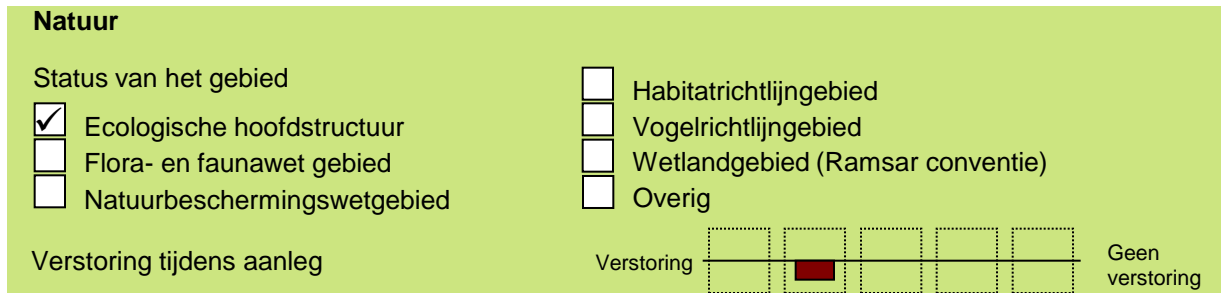 Natuur
Status van het gebied
Ecologische hoofdstructuur
Flora- en faunawet gebied
Natuurbeschermingswetgebied
Habitatrichtlijngebied
Vogelrichtlijngebied
Wetlandgebied (Ramsar conventie)
Overig
Verstoring tijdens aanleg
Verstoring
Geen
verstoring